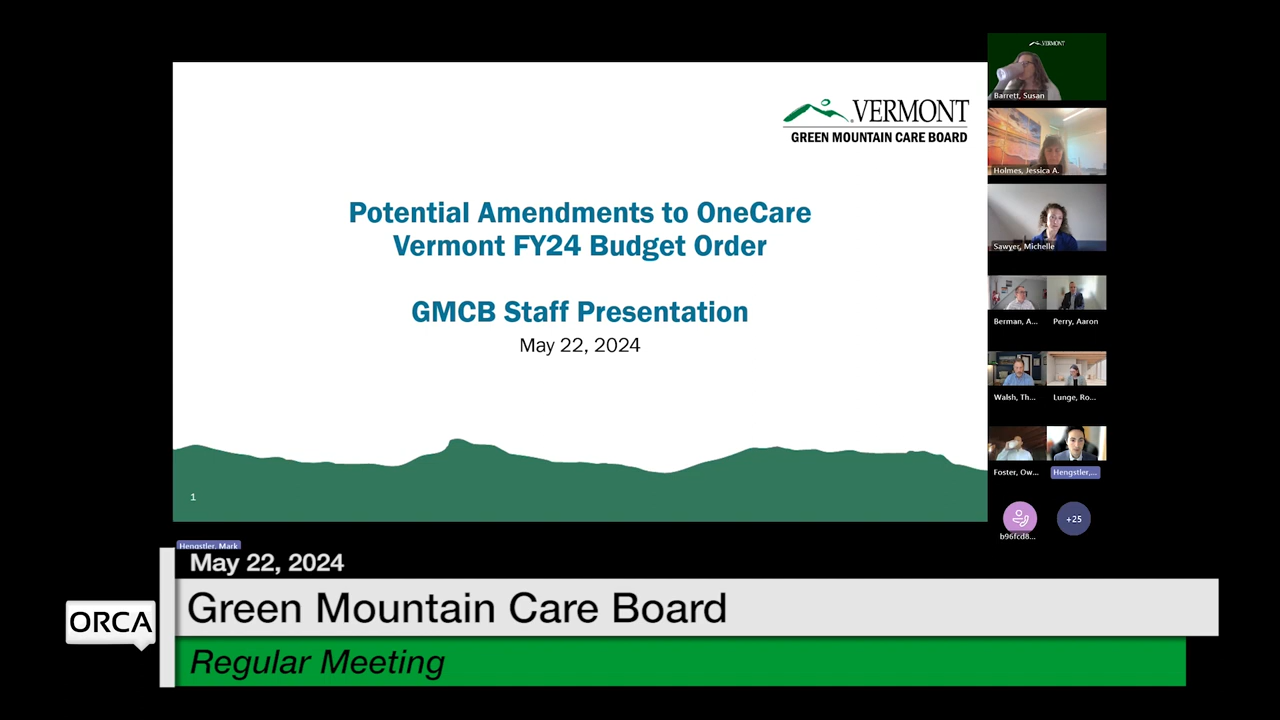 VERMONT
GREEN MOUNTAIN CARE BOARD
Potential Amendments to OneCare
Vermont FY24 Budget Order
GMCB Staff Presentation
May 22, 2024
1
VERMONT
Barrett, Susan
Holmes, Jessica A.
Sawyer, Michelle
Berman, A...
Perry, Aaron
Walsh, Th...
Lunge, Ro...
Foster, Ow...
Hengstler,...
+25
b96fcd8...
Hengstler, Mark
May 22, 2024
ORCA
Green Mountain Care Board
Regular Meeting